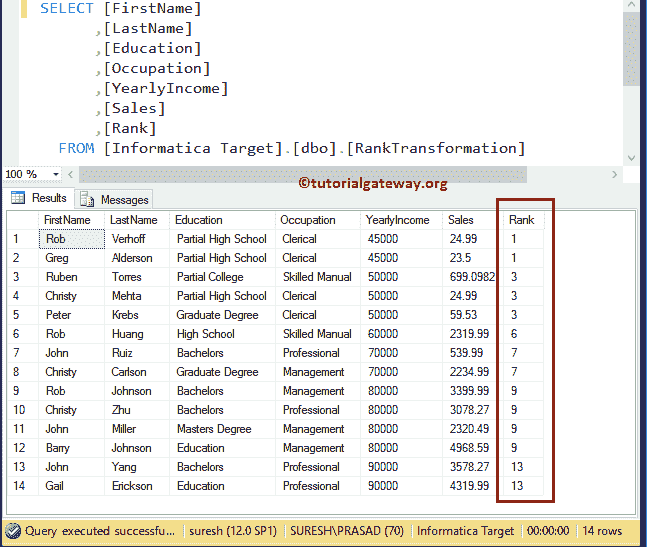 SELECT [FirstName]
,[LastName]
,[Education]
,[Occupation]
,[YearlyIncome]
,[Sales]
,[Rank]
FROM [Informatica Target].[dbo].[RankTransformation]
100 %
©tutorialgateway.org
Results Messages
FirstName LastName Education Occupation YearlyIncome Sales Rank
1 Rob Verhoff Partial High School Clerical 45000 24.99 1
2 Greg Alderson Partial High School Clerical 45000 23.5 1
3 Ruben Torres Partial College Skilled Manual 50000 699.0982 3
4 Christy Mehta Partial High School Clerical 50000 24.99 3
5 Peter Krebs Graduate Degree Clerical 50000 59.53 3
6 Rob Huang High School Skilled Manual 60000 2319.99 6
7 John Ruiz Bachelors Professional 70000 539.99 7
8 Christy Carlson Graduate Degree Management 70000 2234.99 7
9 Rob Johnson Bachelors Management 80000 3399.99 9
10 Christy Zhu Bachelors Professional 80000 3078.27 9
11 John Miller Masters Degree Management 80000 2320.49 9
12 Barry Johnson Education Management 80000 4968.59 9
13 John Yang Bachelors Professional 90000 3578.27 13
14 Gail Erickson Education Professional 90000 4319.99 13
Query executed successfu... suresh (12.0 SP1) SURESH\PRASAD (70) Informatica Target 00:00:00 14 rows